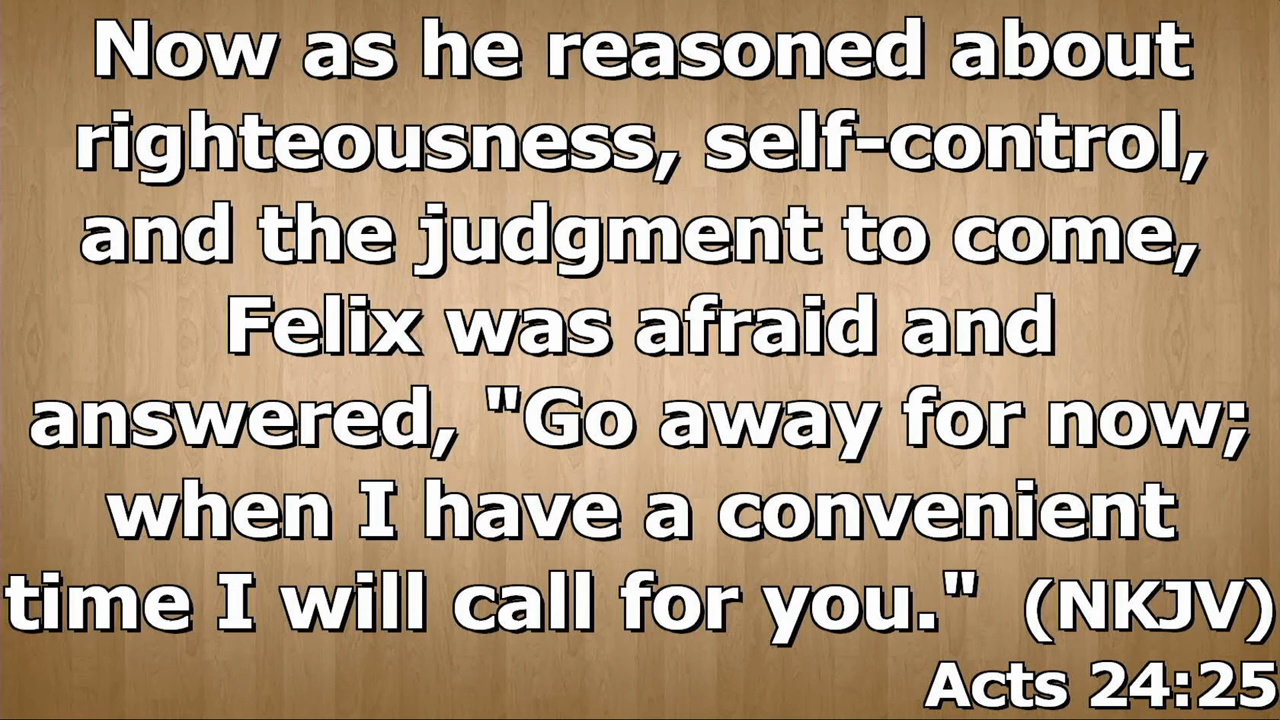 Now as he reasoned about
righteousness, self-control,
and the judgment to come,
Felix was afraid and
answered, "Go away for now;
when I have a convenient
time I will call for you." (NKJV)
Acts 24:25